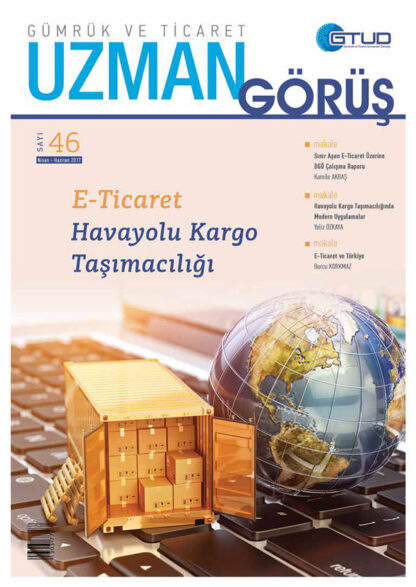 GÜMRÜK VE TİCARET
GTUD
UZMAN
GÖRÜŞ
SAYI
46
Nisan - Haziran 2017
E-Ticaret
Havayolu Kargo
Taşımacılığı
makale
Sınır Aşan E-Ticaret Üzerine
DGÖ Çalışma Raporu
Kamile AKBAŞ
makale
Havayolu Kargo Taşımacılığında
Modern Uygulamalar
Yeliz ÖZKAYA
makale
E-Ticaret ve Türkiye
Burcu KORKMAZ